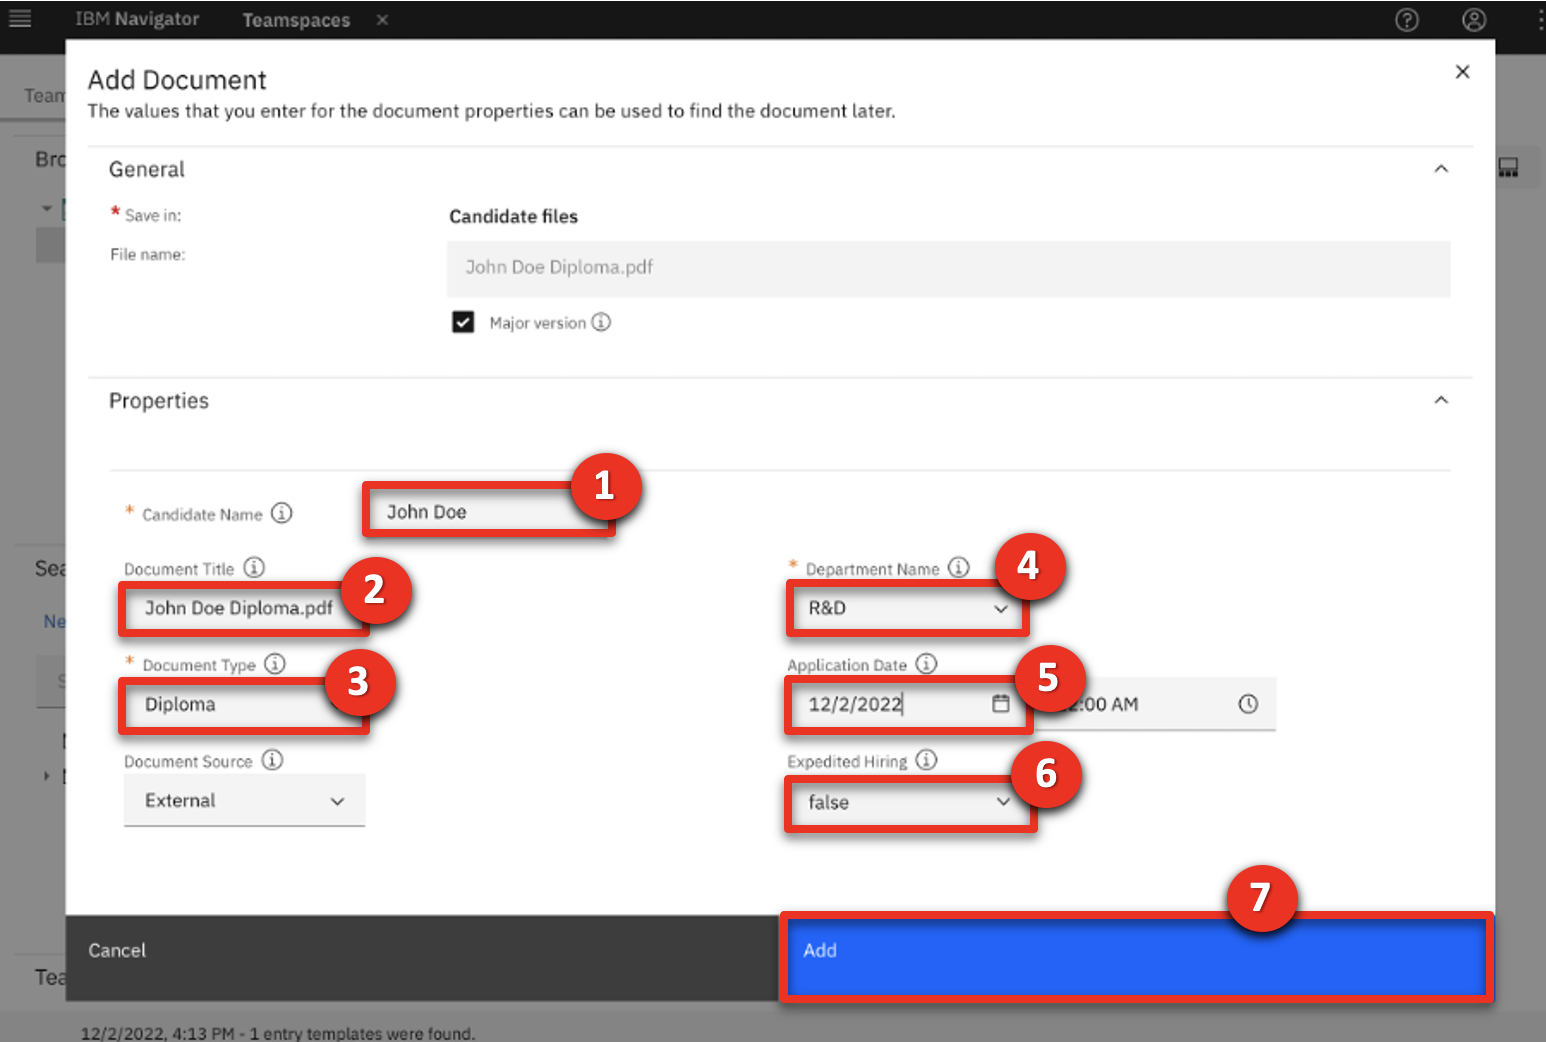 IBM Navigator Teamspaces
Team
Add Document
The values that you enter for the document properties can be used to find the document later.
General
Bro
* Save in: Candidate files
File name: John Doe Diploma.pdf
Major version
Properties
1
* Candidate Name John Doe
Document Title
2
John Doe Diploma.pdf
* Department Name
4
R&D
Sea
Ne
* Document Type
3
Diploma
Application Date
5
12/2/2022 :00 AM
Document Source
External
Expedited Hiring
6
false
7
Cancel Add
Tea
12/2/2022, 4:13 PM - 1 entry templates were found.